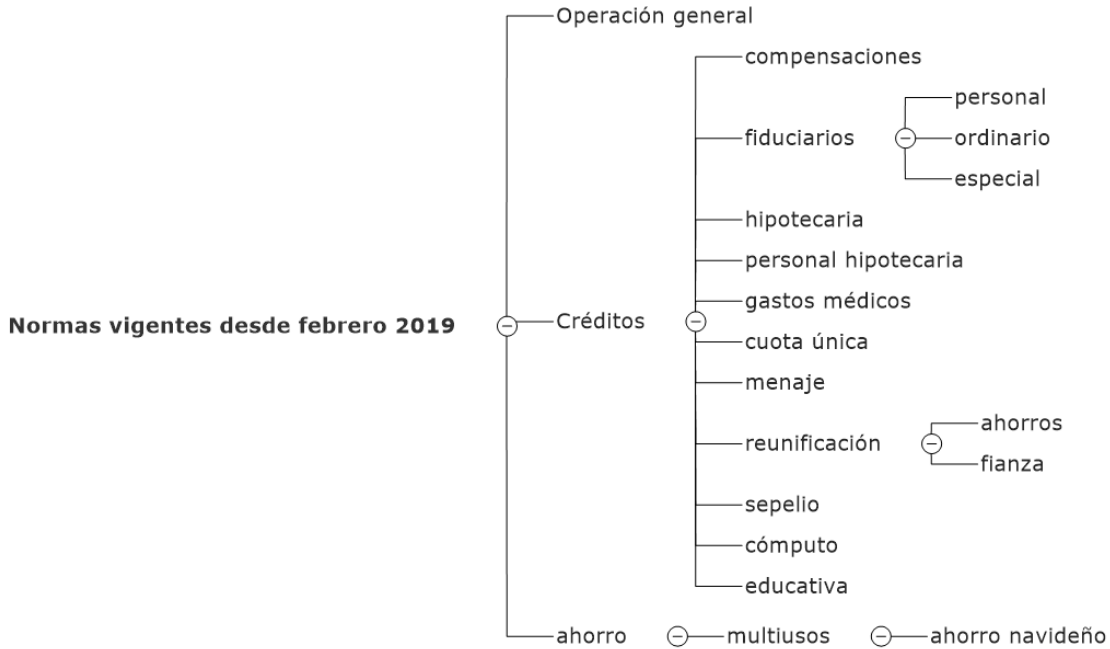 Normas vigentes desde febrero 2019
Operación general
Créditos
compensaciones
fiduciarios
personal
ordinario
especial
hipotecaria
personal hipotecaria
gastos médicos
cuota única
menaje
reunificación
ahorros
fianza
sepelio
cómputo
educativa
ahorro
multiusos
ahorro navideño